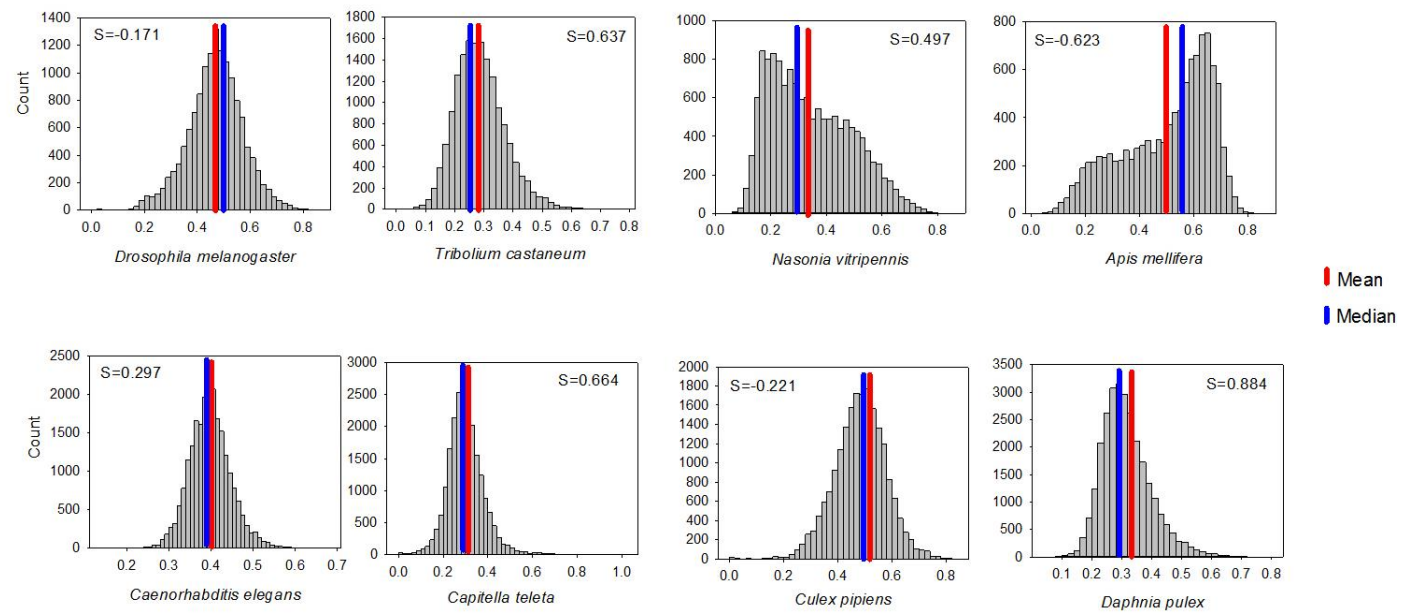 S=-0.171
1400
1200
1000
800
600
400
200
0
Count
0.0 0.2 0.4 0.6 0.8
Drosophila melanogaster
S=0.637
1800
1600
1400
1200
1000
800
600
400
200
0
0.0 0.1 0.2 0.3 0.4 0.5 0.6 0.7 0.8
Tribolium castaneum
S=0.497
1000
800
600
400
200
0
0.0 0.2 0.4 0.6 0.8
Nasonia vitripennis
S=-0.623
800
600
400
200
0
0.0 0.2 0.4 0.6 0.8
Apis mellifera
Mean
Median
S=0.297
2500
2000
1500
1000
500
0
Count
0.2 0.3 0.4 0.5 0.6 0.7
Caenorhabditis elegans
S=0.664
3000
2500
2000
1500
1000
500
0
0.0 0.2 0.4 0.6 0.8 1.0
Capitella teleta
S=-0.221
2000
1800
1600
1400
1200
1000
800
600
400
200
0
0.0 0.2 0.4 0.6 0.8
Culex pipiens
S=0.884
3500
3000
2500
2000
1500
1000
500
0
0.1 0.2 0.3 0.4 0.5 0.6 0.7 0.8
Daphnia pulex